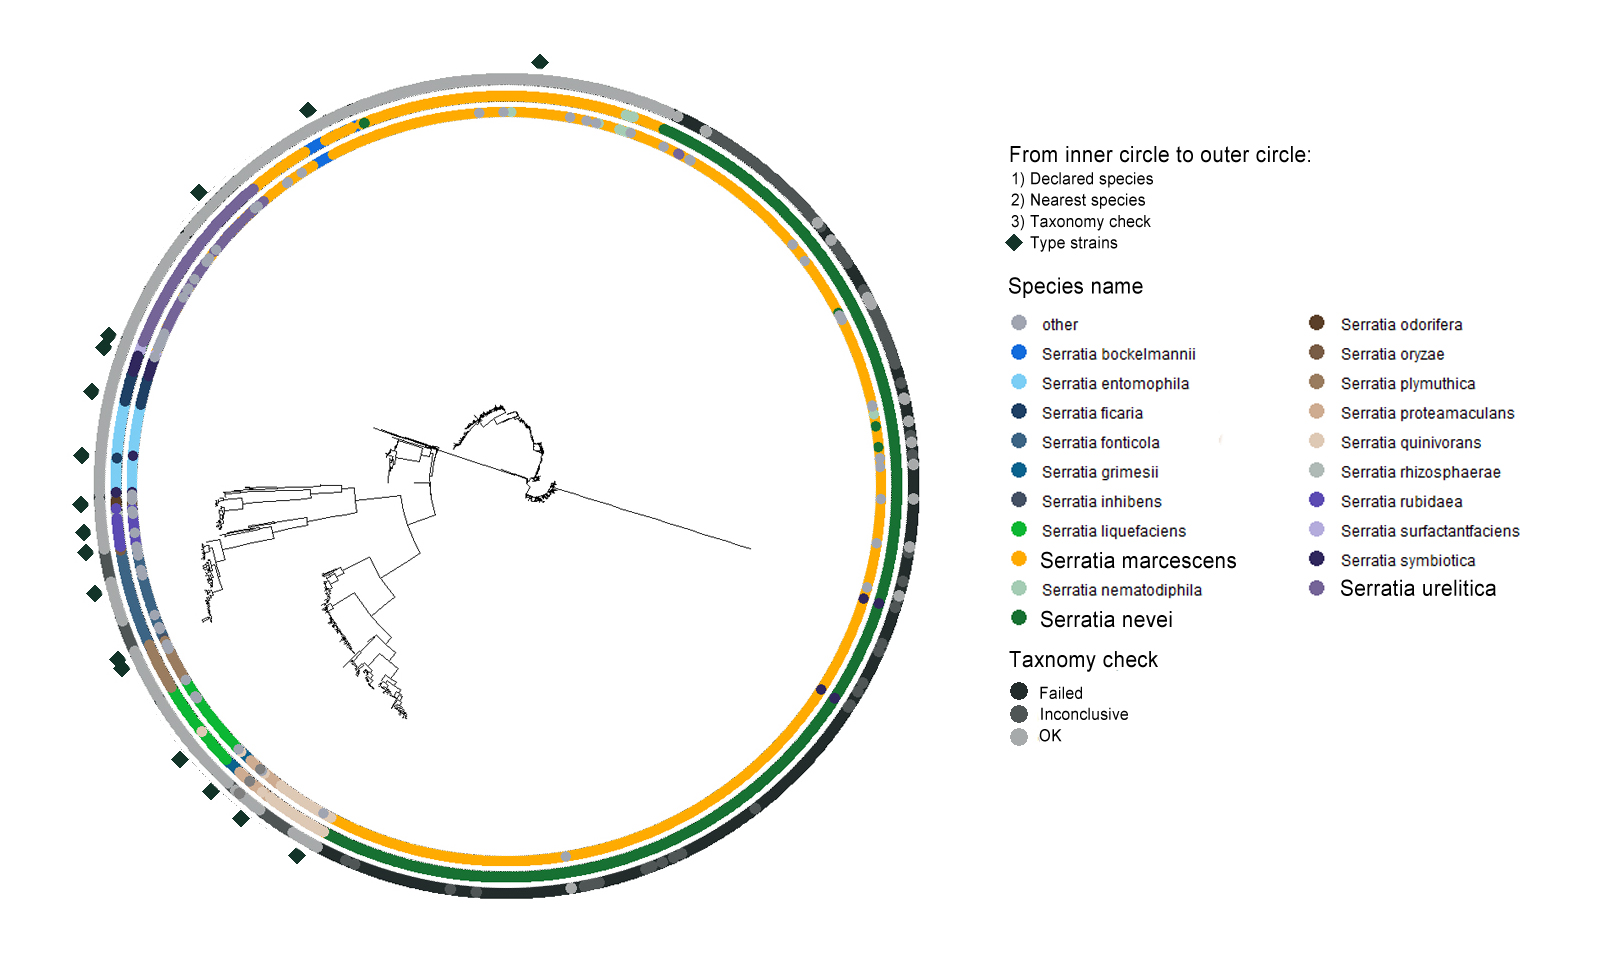 From inner circle to outer circle:
1) Declared species
2) Nearest species
3) Taxonomy check
Type strains
Species name
other
Serratia bockelmannii
Serratia entomophila
Serratia ficaria
Serratia fonticola
Serratia grimesii
Serratia inhibens
Serratia liquefaciens
Serratia marcescens
Serratia nematodiphila
Serratia nevei
Serratia odorifera
Serratia oryzae
Serratia plymuthica
Serratia proteamaculans
Serratia quinivorans
Serratia rhizosphaerae
Serratia rubidaea
Serratia surfactantfaciens
Serratia symbiotica
Serratia urelitica
Taxnomy check
Failed
Inconclusive
OK